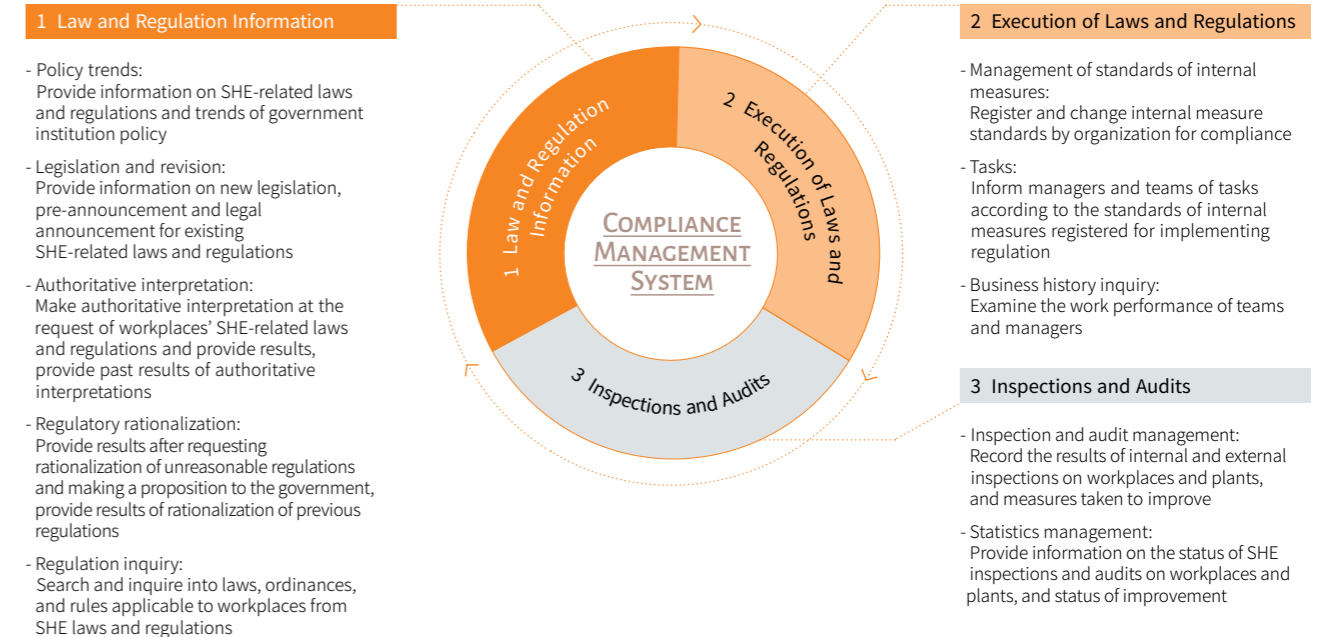 1 Law and Regulation Information
- Policy trends:
Provide information on SHE-related laws
and regulations and trends of government
institution policy
- Legislation and revision:
Provide information on new legislation,
pre-announcement and legal
announcement for existing
SHE-related laws and regulations
- Authoritative interpretation:
Make authoritative interpretation at the
request of workplaces’ SHE-related laws
and regulations and provide results,
provide past results of authoritative
interpretations
- Regulatory rationalization:
Provide results after requesting
rationalization of unreasonable regulations
and making a proposition to the government,
provide results of rationalization of previous
regulations
- Regulation inquiry:
Search and inquire into laws, ordinances,
and rules applicable to workplaces from
SHE laws and regulations
1 Law and Regulation
Information
2 Execution of Laws and
Regulations
3 Inspections and Audits
COMPLIANCE
MANAGEMENT
SYSTEM
2 Execution of Laws and Regulations
- Management of standards of internal
measures:
Register and change internal measure
standards by organization for compliance
- Tasks:
Inform managers and teams of tasks
according to the standards of internal
measures registered for implementing
regulation
- Business history inquiry:
Examine the work performance of teams
and managers
3 Inspections and Audits
- Inspection and audit management:
Record the results of internal and external
inspections on workplaces and plants,
and measures taken to improve
- Statistics management:
Provide information on the status of SHE
inspections and audits on workplaces and
plants, and status of improvement